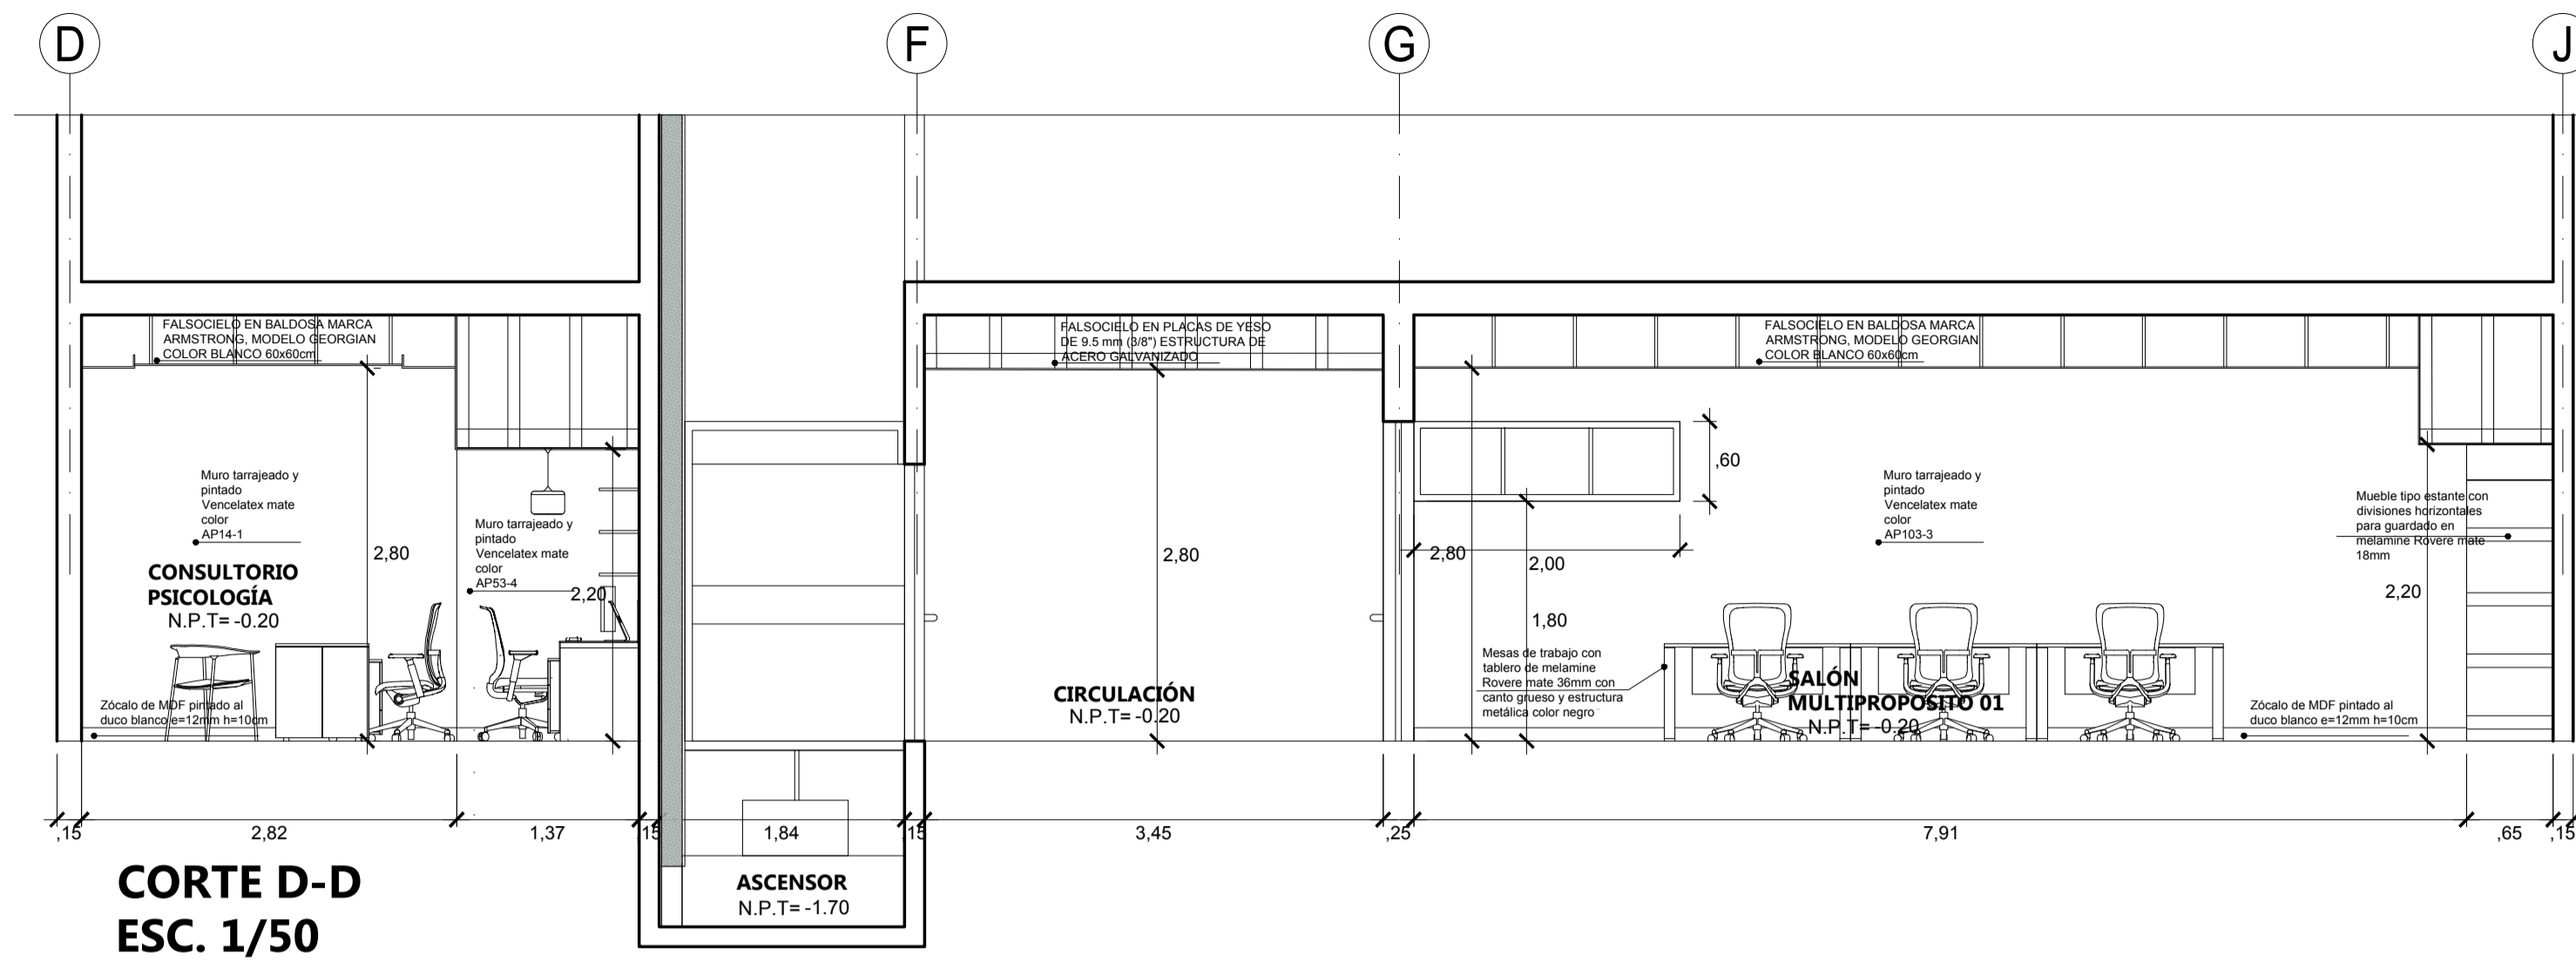 D
F
G
J
FALSOCIELO EN BALDOSA MARCA
ARMSTRONG, MODELO GEORGIAN
COLOR BLANCO 60x60cm
FALSOCIELO EN PLACAS DE YESO
DE 9.5 mm (3/8") ESTRUCTURA DE
ACERO GALVANIZADO
FALSOCIELO EN BALDOSA MARCA
ARMSTRONG, MODELO GEORGIAN
COLOR BLANCO 60x60cm
Muro tarrajeado y
pintado
Vencelatex mate
color
AP14-1
CONSULTORIO
PSICOLOGÍA
N.P.T= -0.20
2,80
Muro tarrajeado y
pintado
Vencelatex mate
color
AP53-4
2,20
Zócalo de MDF pintado al
duco blanco e=12mm h=10cm
2,80
CIRCULACIÓN
N.P.T= -0.20
,60
2,80
2,00
1,80
Mesas de trabajo con
tablero de melamine
Rovere mate 36mm con
canto grueso y estructura
metálica color negro
Muro tarrajeado y
pintado
Vencelatex mate
color
AP103-3
SALÓN
MULTIPROPOSITO 01
N.P.T= -0.20
Mueble tipo estante con
divisiones horizontales
para guardado en
melamine Rovere mate
18mm
2,20
Zócalo de MDF pintado al
duco blanco e=12mm h=10cm
,15
2,82
1,37
,15
1,84
,15
3,45
,25
7,91
,65
,15
ASCENSOR
N.P.T= -1.70
CORTE D-D
ESC. 1/50